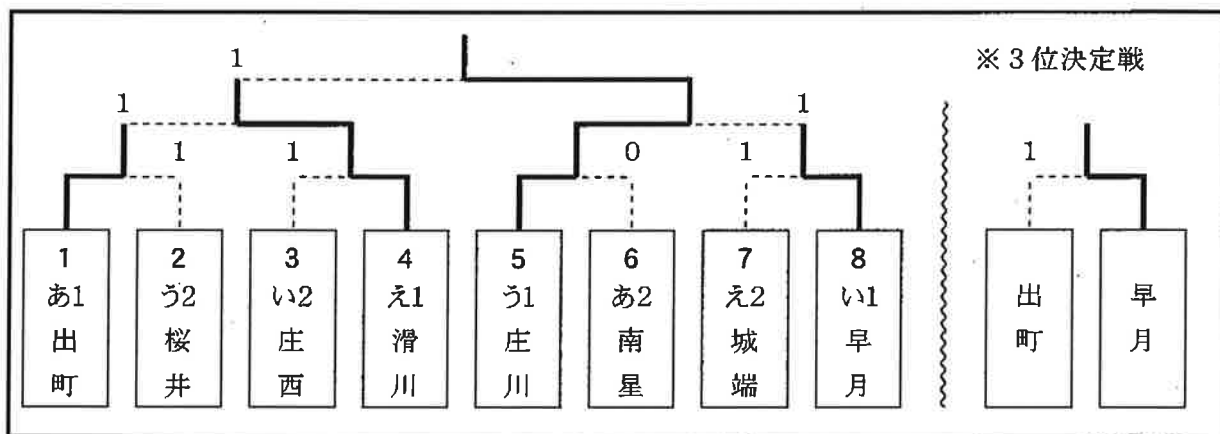 ※3位決定戦
1
1
1
1
1
0
1
1
1
あ1
出町
2
う2
桜井
3
い2
庄西
4
え1
滑川
5
う1
庄川
6
あ2
南星
7
え2
城端
8
い1
早月
出町
早月